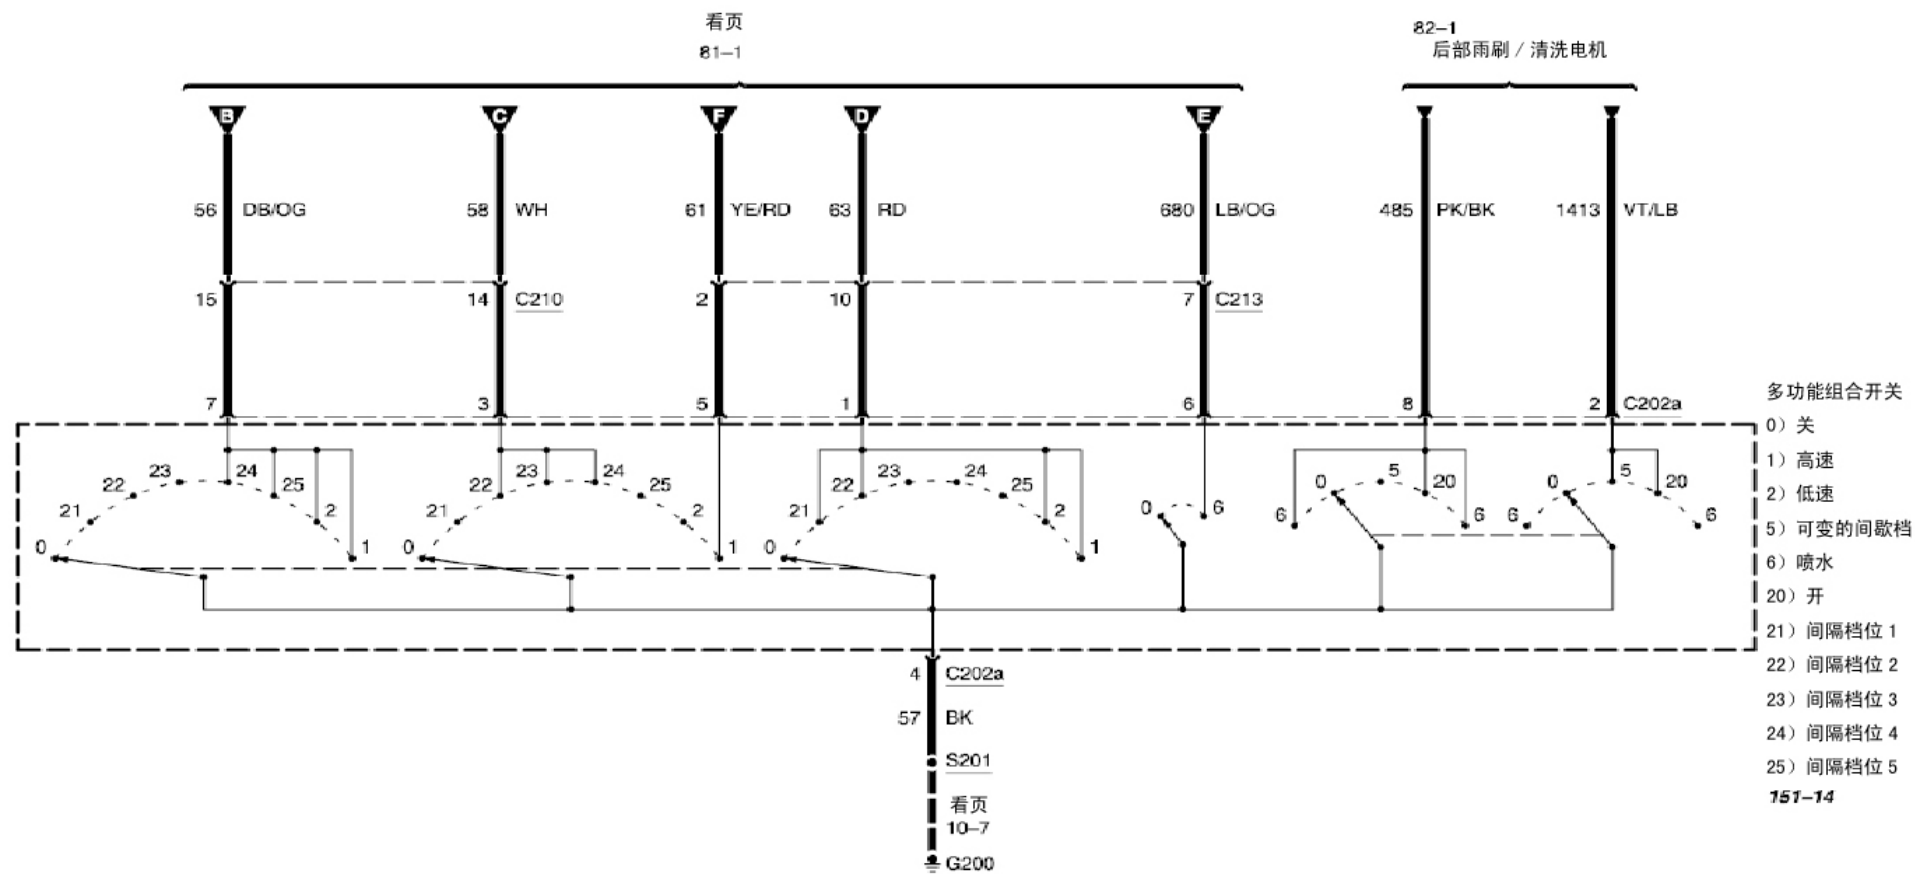 看页
81-1
82-1
后部雨刷 / 清洗电机
B
C
F
D
E
56 DB/OG
58 WH
61 YE/RD
63 RD
680 LB/OG
485 PK/BK
1413 VT/LB
15
14 C210
2
10
7 C213
7
3
5
1
6
8
2 C202a
多功能组合开关
0）关
1）高速
2）低速
5）可变的间歇档
6）喷水
20）开
21）间隔档位 1
22）间隔档位 2
23）间隔档位 3
24）间隔档位 4
25）间隔档位 5
151-14
0 21 22 23 24 25 2 1
0 21 22 23 24 25 2 1
0 21 22 23 24 25 2 1
0 6
6 0 5 20 6
6 0 5 20 6
4 C202a
57 BK
S201
看页
10-7
G200